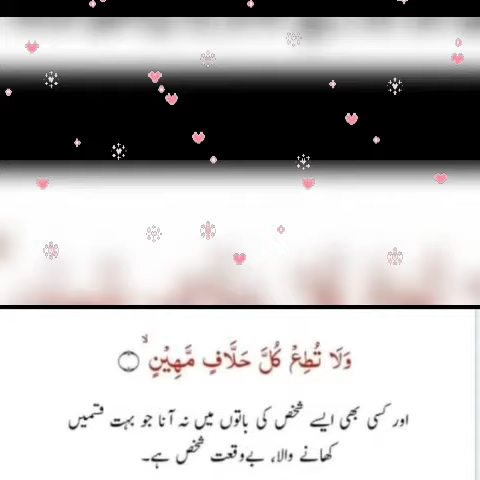 وَلَا تُطِعْ كُلَّ حَلَّافٍ مَّهِيْنٍ ۙ
اور کسی بھی ایسے شخص کی باتوں میں نہ آنا جو بہت قسمیں
کھانے والا، بے وقعت شخص ہے۔